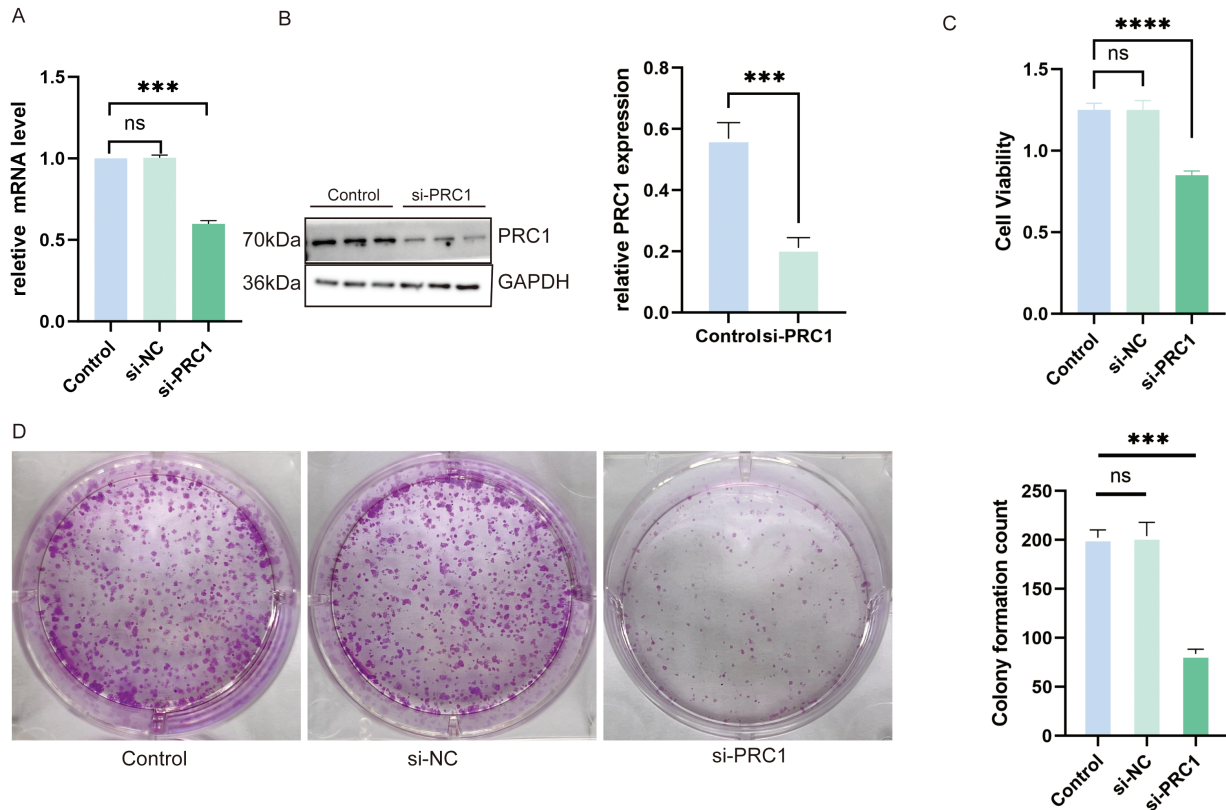 A
reletive mRNA level
1.5
1.0
0.5
0.0
***
ns
Control
si-NC
si-PRC1
B
Control
si-PRC1
70kDa
PRC1
36kDa
GAPDH
relative PRC1 expression
0.8
0.6
0.4
0.2
0.0
***
Control
si-PRC1
C
Cell Viability
1.5
1.0
0.5
0.0
****
ns
Control
si-NC
si-PRC1
D
Control
si-NC
si-PRC1
Colony formation count
250
200
150
100
50
0
***
ns
Control
si-NC
si-PRC1